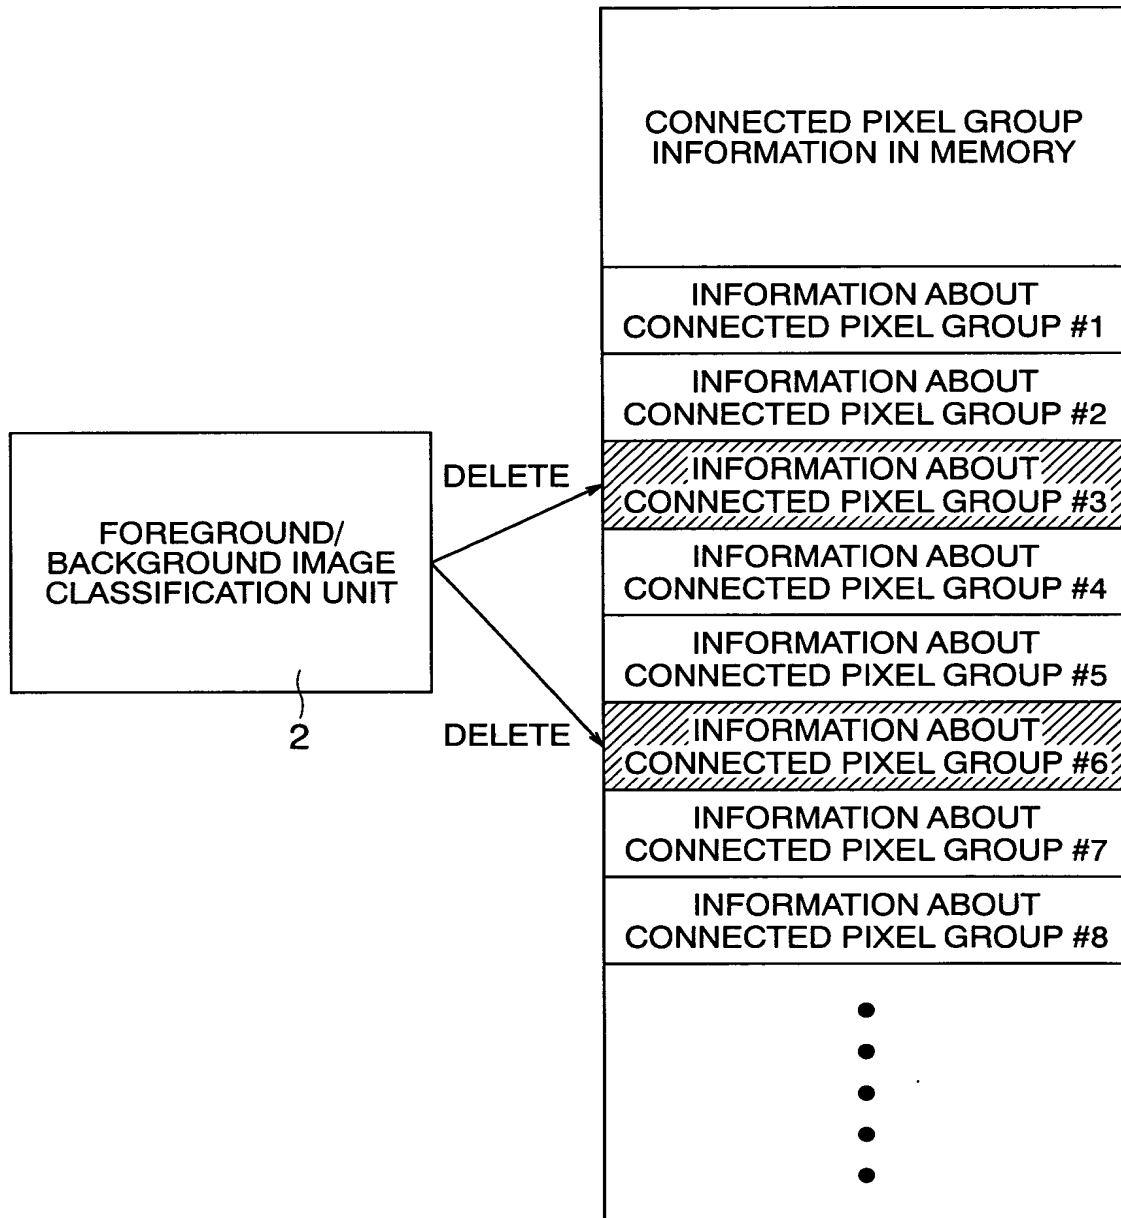 CONNECTED PIXEL GROUP
INFORMATION IN MEMORY
INFORMATION ABOUT
CONNECTED PIXEL GROUP #1
INFORMATION ABOUT
CONNECTED PIXEL GROUP #2
DELETE
INFORMATION ABOUT
CONNECTED PIXEL GROUP #3
FOREGROUND/
BACKGROUND IMAGE
CLASSIFICATION UNIT
2
INFORMATION ABOUT
CONNECTED PIXEL GROUP #4
INFORMATION ABOUT
CONNECTED PIXEL GROUP #5
DELETE
INFORMATION ABOUT
CONNECTED PIXEL GROUP #6
INFORMATION ABOUT
CONNECTED PIXEL GROUP #7
INFORMATION ABOUT
CONNECTED PIXEL GROUP #8